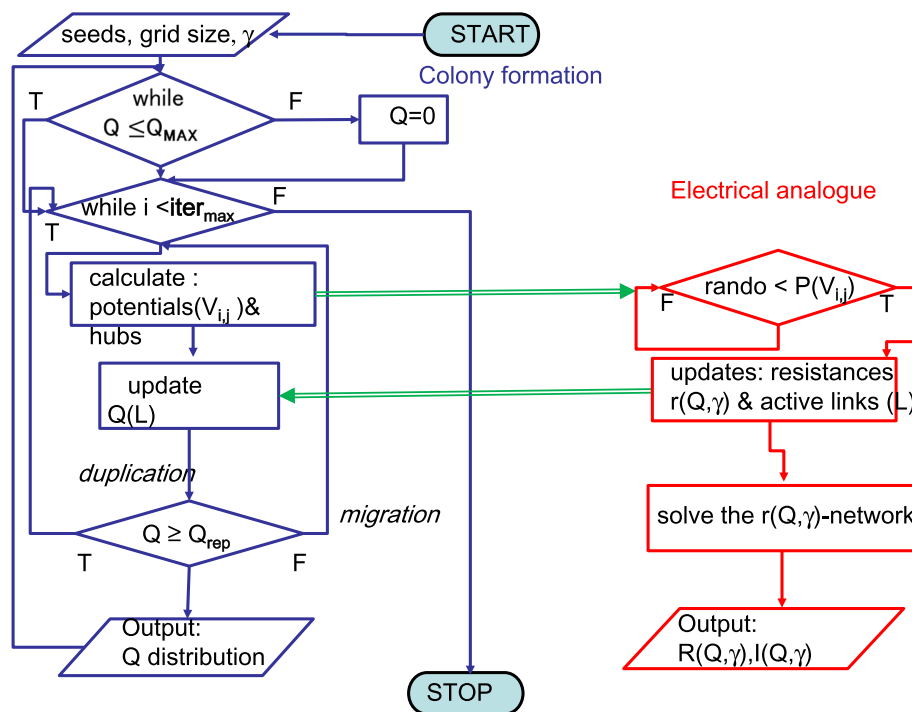 START
seeds, grid size, γ
Colony formation
while
Q ≤Q_MAX
T
F
Q=0
while i <iter_max
T
F
calculate :
potentials(V_i,j )&
hubs
update
Q(L)
duplication
migration
Q ≥ Q_rep
T
F
Output:
Q distribution
STOP
Electrical analogue
rando < P(V_i,j)
F
T
updates: resistances
r(Q,γ) & active links (L)
solve the r(Q,γ)-network
Output:
R(Q,γ),I(Q,γ)